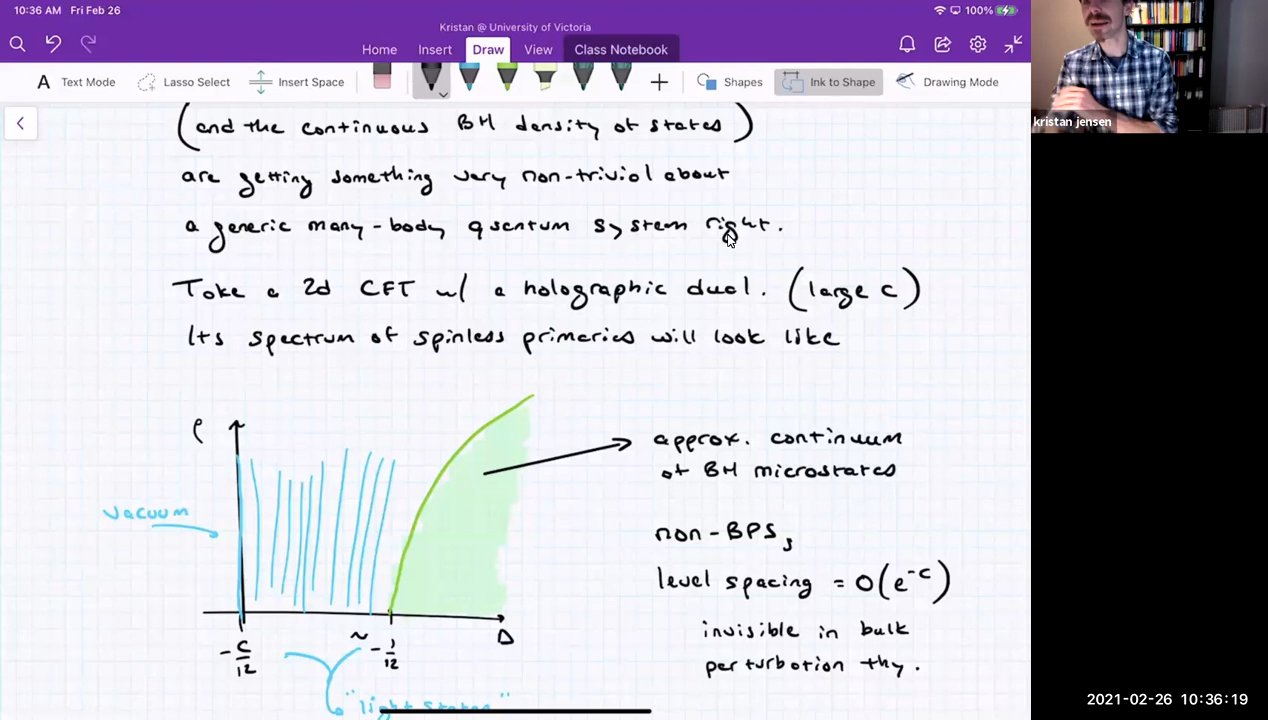 10:36 AM Fri Feb 26
100%
Kristan @ University of Victoria
Home Insert Draw View Class Notebook
A Text Mode Lasso Select Insert Space Shapes Ink to Shape Drawing Mode
kristan jensen
(and the continuous BH density of states)
are getting something very non-trivial about
a generic many-body quantum system right.
Take a 2d CFT w/ a holographic dual. (large c)
Its spectrum of spinless primaries will look like
ρ
approx. continuum
of BH microstates
vacuum
non-BPS,
level spacing = O(e^-c)
invisible in bulk
perturbation thy.
-c/12 ~ -1/12 Δ
"light states"
2021-02-26 10:36:19